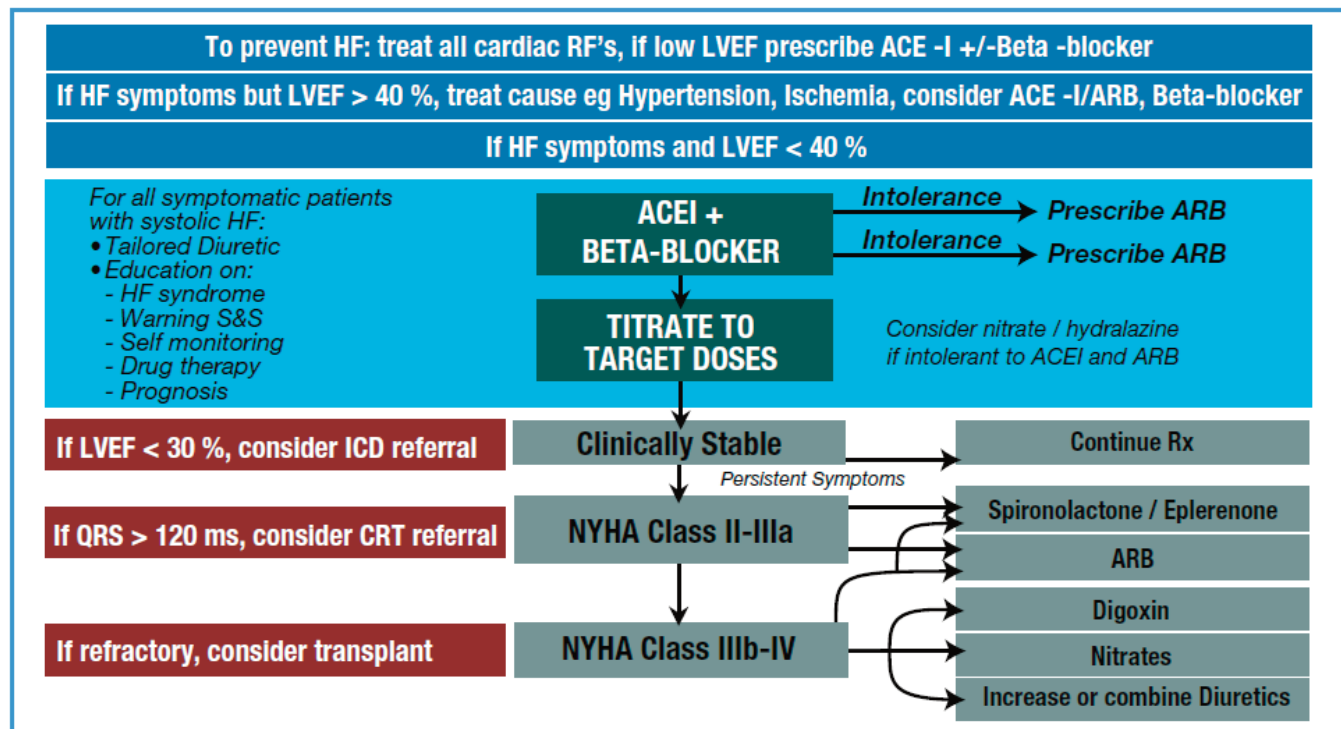 To prevent HF: treat all cardiac RF's, if low LVEF prescribe ACE -I +/-Beta -blocker
If HF symptoms but LVEF > 40 %, treat cause eg Hypertension, Ischemia, consider ACE -I/ARB, Beta-blocker
If HF symptoms and LVEF < 40 %
For all symptomatic patients
with systolic HF:
• Tailored Diuretic
• Education on:
- HF syndrome
- Warning S&S
- Self monitoring
- Drug therapy
- Prognosis
ACEI +
BETA-BLOCKER
Intolerance
Prescribe ARB
Intolerance
Prescribe ARB
TITRATE TO
TARGET DOSES
Consider nitrate / hydralazine
if intolerant to ACEI and ARB
If LVEF < 30 %, consider ICD referral
Clinically Stable
Continue Rx
Persistent Symptoms
If QRS > 120 ms, consider CRT referral
NYHA Class II-IIIa
Spironolactone / Eplerenone
ARB
If refractory, consider transplant
NYHA Class IIIb-IV
Digoxin
Nitrates
Increase or combine Diuretics